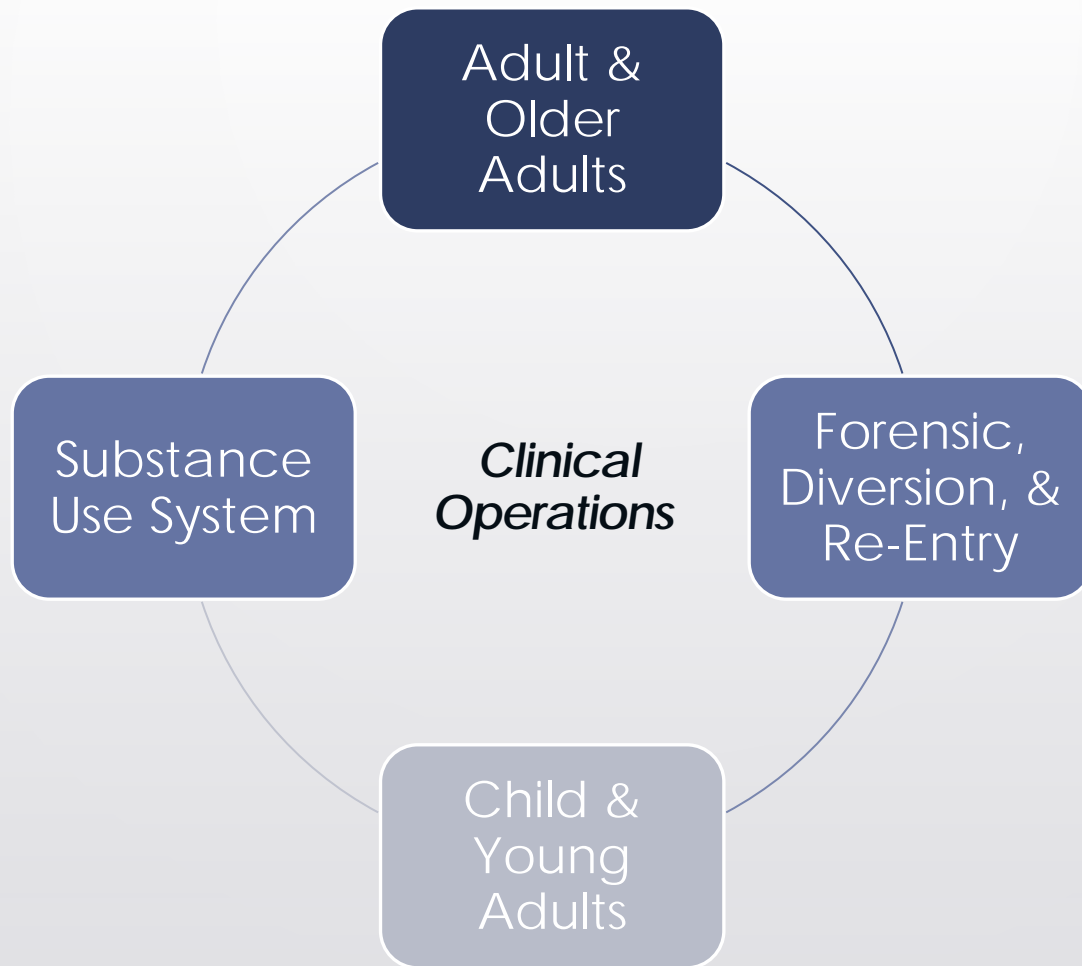 Adult &
Older
Adults
Substance
Use System
Clinical
Operations
Forensic,
Diversion, &
Re-Entry
Child &
Young
Adults